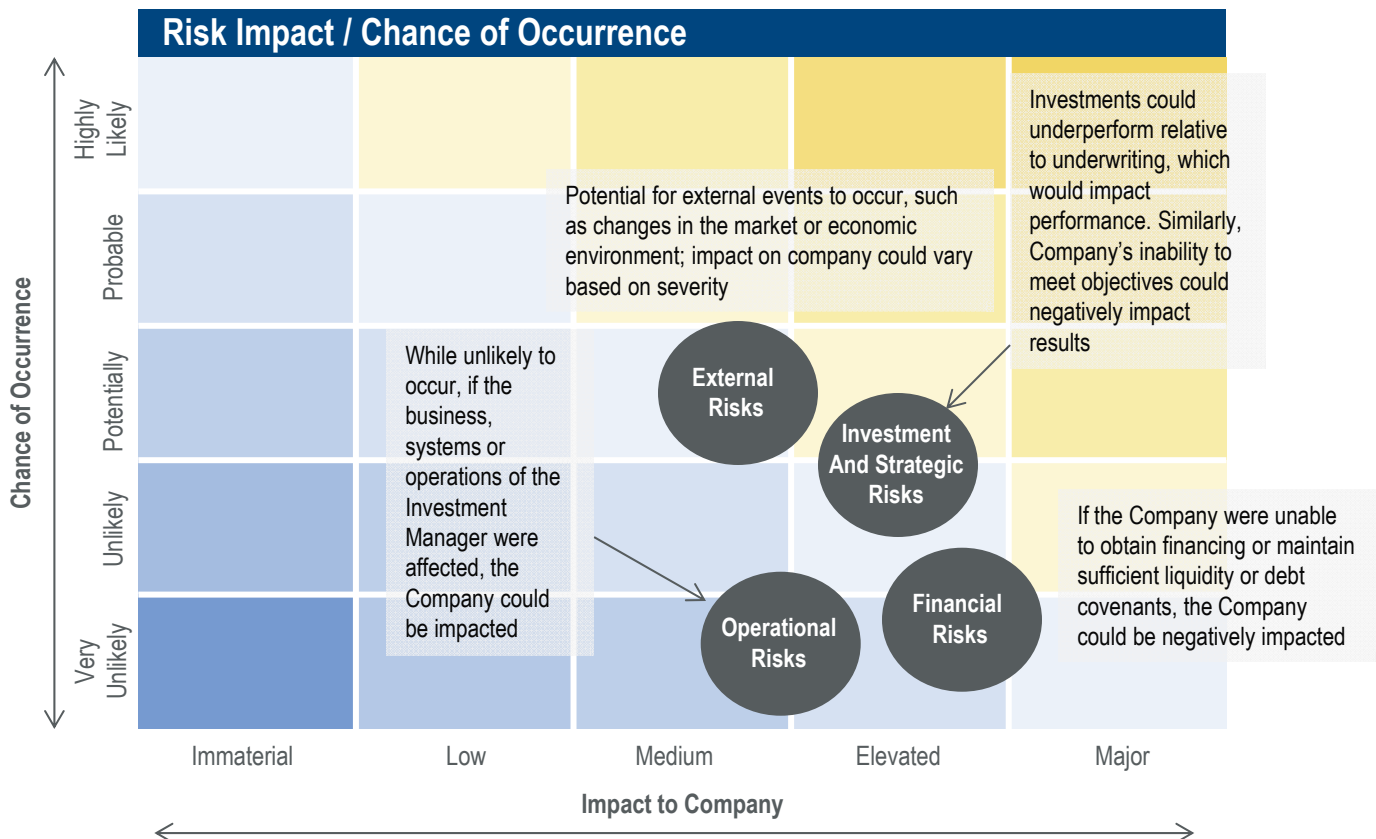 Risk Impact / Chance of Occurrence
Chance of Occurrence
Highly
Likely
Probable
Potentially
Unlikely
Very
Unlikely
Investments could
underperform relative
to underwriting, which
would impact
performance. Similarly,
Company’s inability to
meet objectives could
negatively impact
results
Potential for external events to occur, such
as changes in the market or economic
environment; impact on company could vary
based on severity
While unlikely to
occur, if the
business,
systems or
operations of the
Investment
Manager were
affected, the
Company could
be impacted
External
Risks
Investment
And Strategic
Risks
If the Company were unable
to obtain financing or maintain
sufficient liquidity or debt
covenants, the Company
could be negatively impacted
Operational
Risks
Financial
Risks
Immaterial
Low
Medium
Elevated
Major
Impact to Company